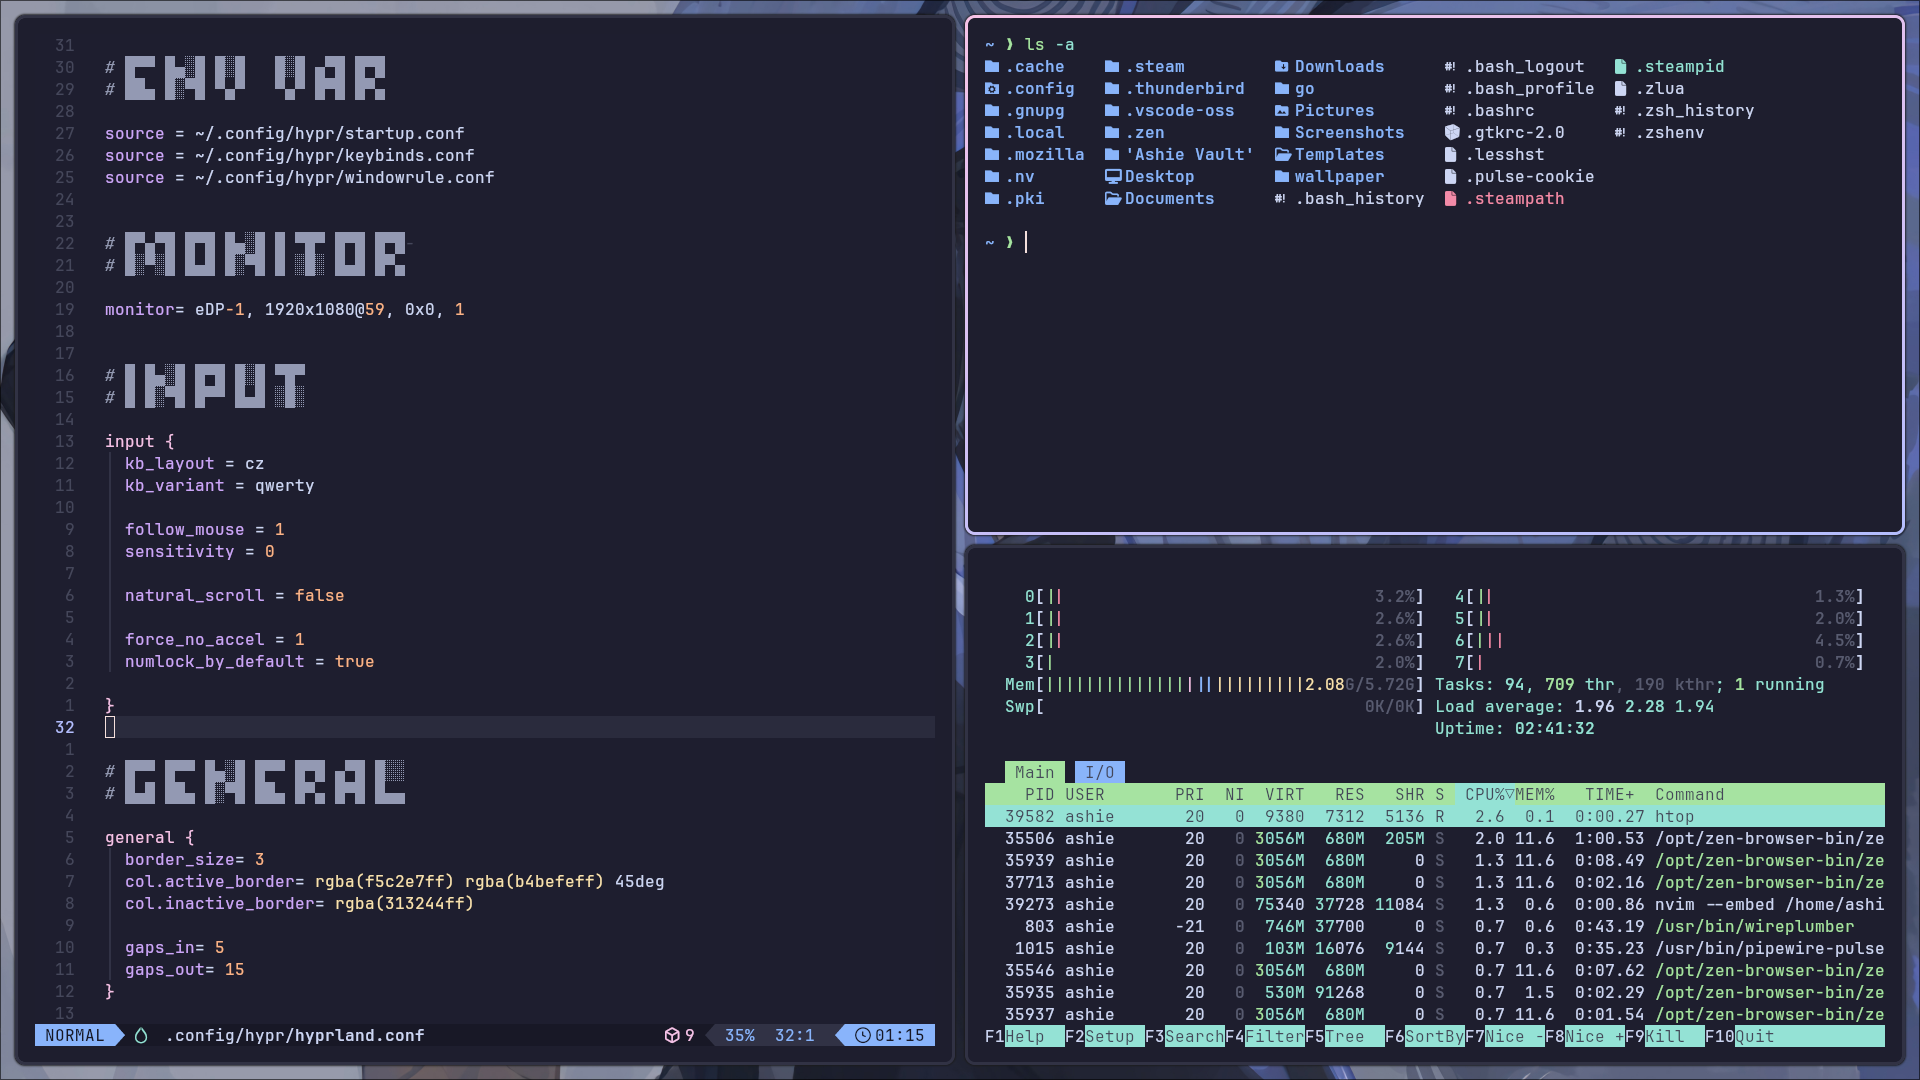 31
30 # ENV VAR
29 #
28
27 source = ~/.config/hypr/startup.conf
26 source = ~/.config/hypr/keybinds.conf
25 source = ~/.config/hypr/windowrule.conf
24
23
22 # MONITOR
21 #
20
19 monitor= eDP-1, 1920x1080@59, 0x0, 1
18
17
16 # INPUT
15 #
14
13 input {
12 kb_layout = cz
11 kb_variant = qwerty
10
9 follow_mouse = 1
8 sensitivity = 0
7
6 natural_scroll = false
5
4 force_no_accel = 1
3 numlock_by_default = true
2
1 }
32
1
2 # GENERAL
3 #
4
5 general {
6 border_size= 3
7 col.active_border= rgba(f5c2e7ff) rgba(b4befeff) 45deg
8 col.inactive_border= rgba(313244ff)
9
10 gaps_in= 5
11 gaps_out= 15
12 }
13
NORMAL .config/hypr/hyprland.conf 9 35% 32:1 01:15
~ ❱ ls -a
.cache .steam Downloads #! .bash_logout .steampid
.config .thunderbird go #! .bash_profile .zlua
.gnupg .vscode-oss Pictures #! .bashrc #! .zsh_history
.local .zen Screenshots .gtkrc-2.0 #! .zshenv
.mozilla 'Ashie Vault' Templates .lesshst
.nv Desktop wallpaper .pulse-cookie
.pki Documents #! .bash_history .steampath
~ ❱
0[|| 3.2%] 4[|| 1.3%]
1[|| 2.6%] 5[|| 2.0%]
2[|| 2.6%] 6[||| 4.5%]
3[| 2.0%] 7[| 0.7%]
Mem[||||||||||||||||||||||||||2.08G/5.72G] Tasks: 94, 709 thr, 190 kthr; 1 running
Swp[ 0K/0K] Load average: 1.96 2.28 1.94
Uptime: 02:41:32
Main I/O
PID USER PRI NI VIRT RES SHR S CPU%▽MEM% TIME+ Command
39582 ashie 20 0 9380 7312 5136 R 2.6 0.1 0:00.27 htop
35506 ashie 20 0 3056M 680M 205M S 2.0 11.6 1:00.53 /opt/zen-browser-bin/ze
35939 ashie 20 0 3056M 680M 0 S 1.3 11.6 0:08.49 /opt/zen-browser-bin/ze
37713 ashie 20 0 3056M 680M 0 S 1.3 11.6 0:02.16 /opt/zen-browser-bin/ze
39273 ashie 20 0 75340 37728 11084 S 1.3 0.6 0:00.86 nvim --embed /home/ashi
803 ashie -21 0 746M 37700 0 S 0.7 0.6 0:43.19 /usr/bin/wireplumber
1015 ashie 20 0 103M 16076 9144 S 0.7 0.3 0:35.23 /usr/bin/pipewire-pulse
35546 ashie 20 0 3056M 680M 0 S 0.7 11.6 0:07.62 /opt/zen-browser-bin/ze
35935 ashie 20 0 530M 91268 0 S 0.7 1.5 0:02.29 /opt/zen-browser-bin/ze
35937 ashie 20 0 3056M 680M 0 S 0.7 11.6 0:01.54 /opt/zen-browser-bin/ze
F1Help F2Setup F3SearchF4FilterF5Tree F6SortByF7Nice -F8Nice +F9Kill F10Quit